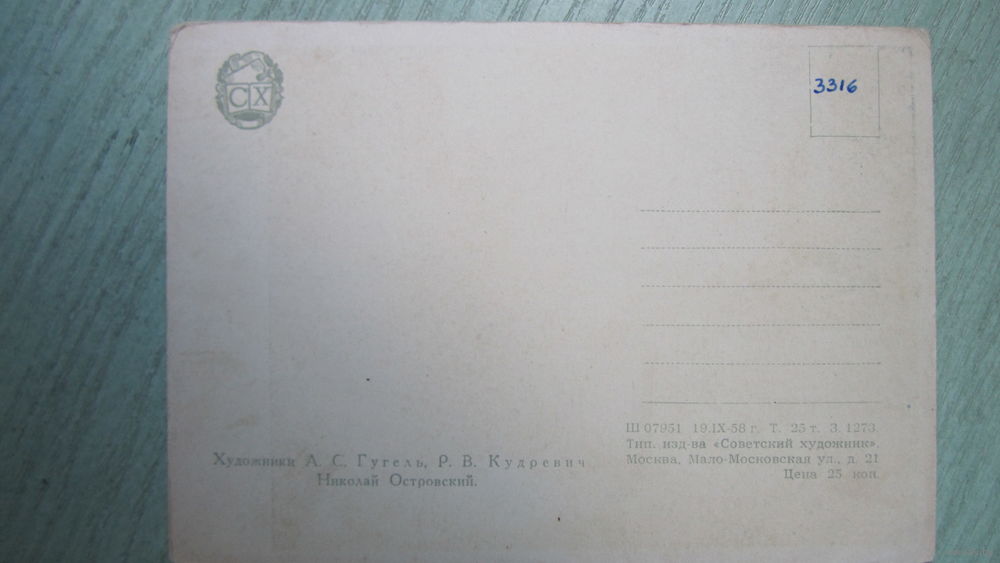 СХ
3316
Ш 07951 19.IX-58 г. Т. 25 т. З. 1273.
Тип. изд-ва «Советский художник».
Москва, Мало-Московская ул., д. 21
Цена 25 коп.
Художники А. С. Гугель, Р. В. Кудревич
Николай Островский.